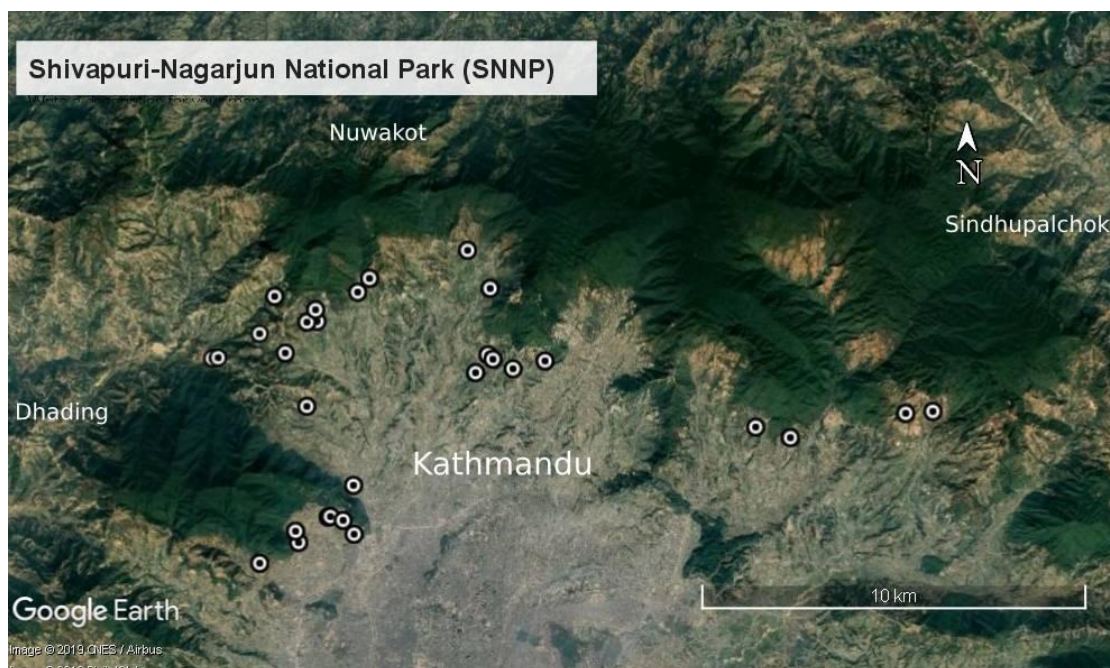 Shivapuri-Nagarjun National Park (SNNP)
Nuwakot
N
Sindhupalchok
Dhading
Kathmandu
10 km
Google Earth
Image © 2019 CNES / Airbus